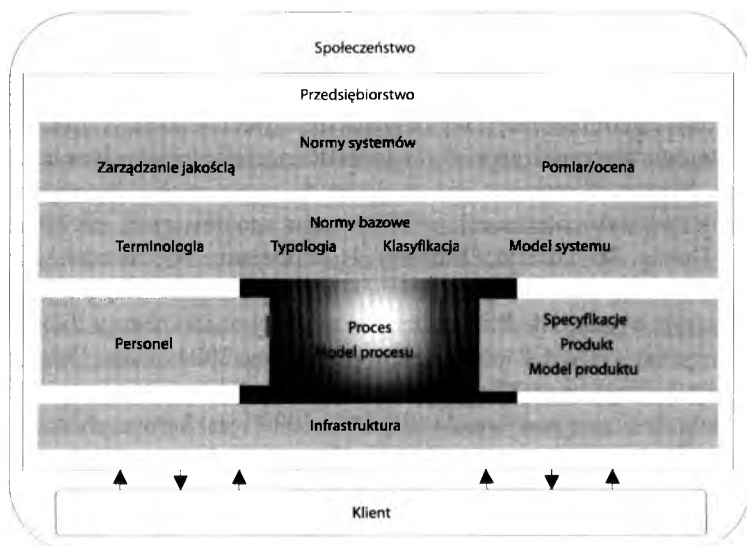 Społeczeństwo
Przedsiębiorstwo
Normy systemów
Zarządzanie jakością Pomiar/ocena
Normy bazowe
Terminologia Typologia Klasyfikacja Model systemu
Personel
Proces
Model procesu
Specyfikacje
Produkt
Model produktu
Infrastruktura
Klient